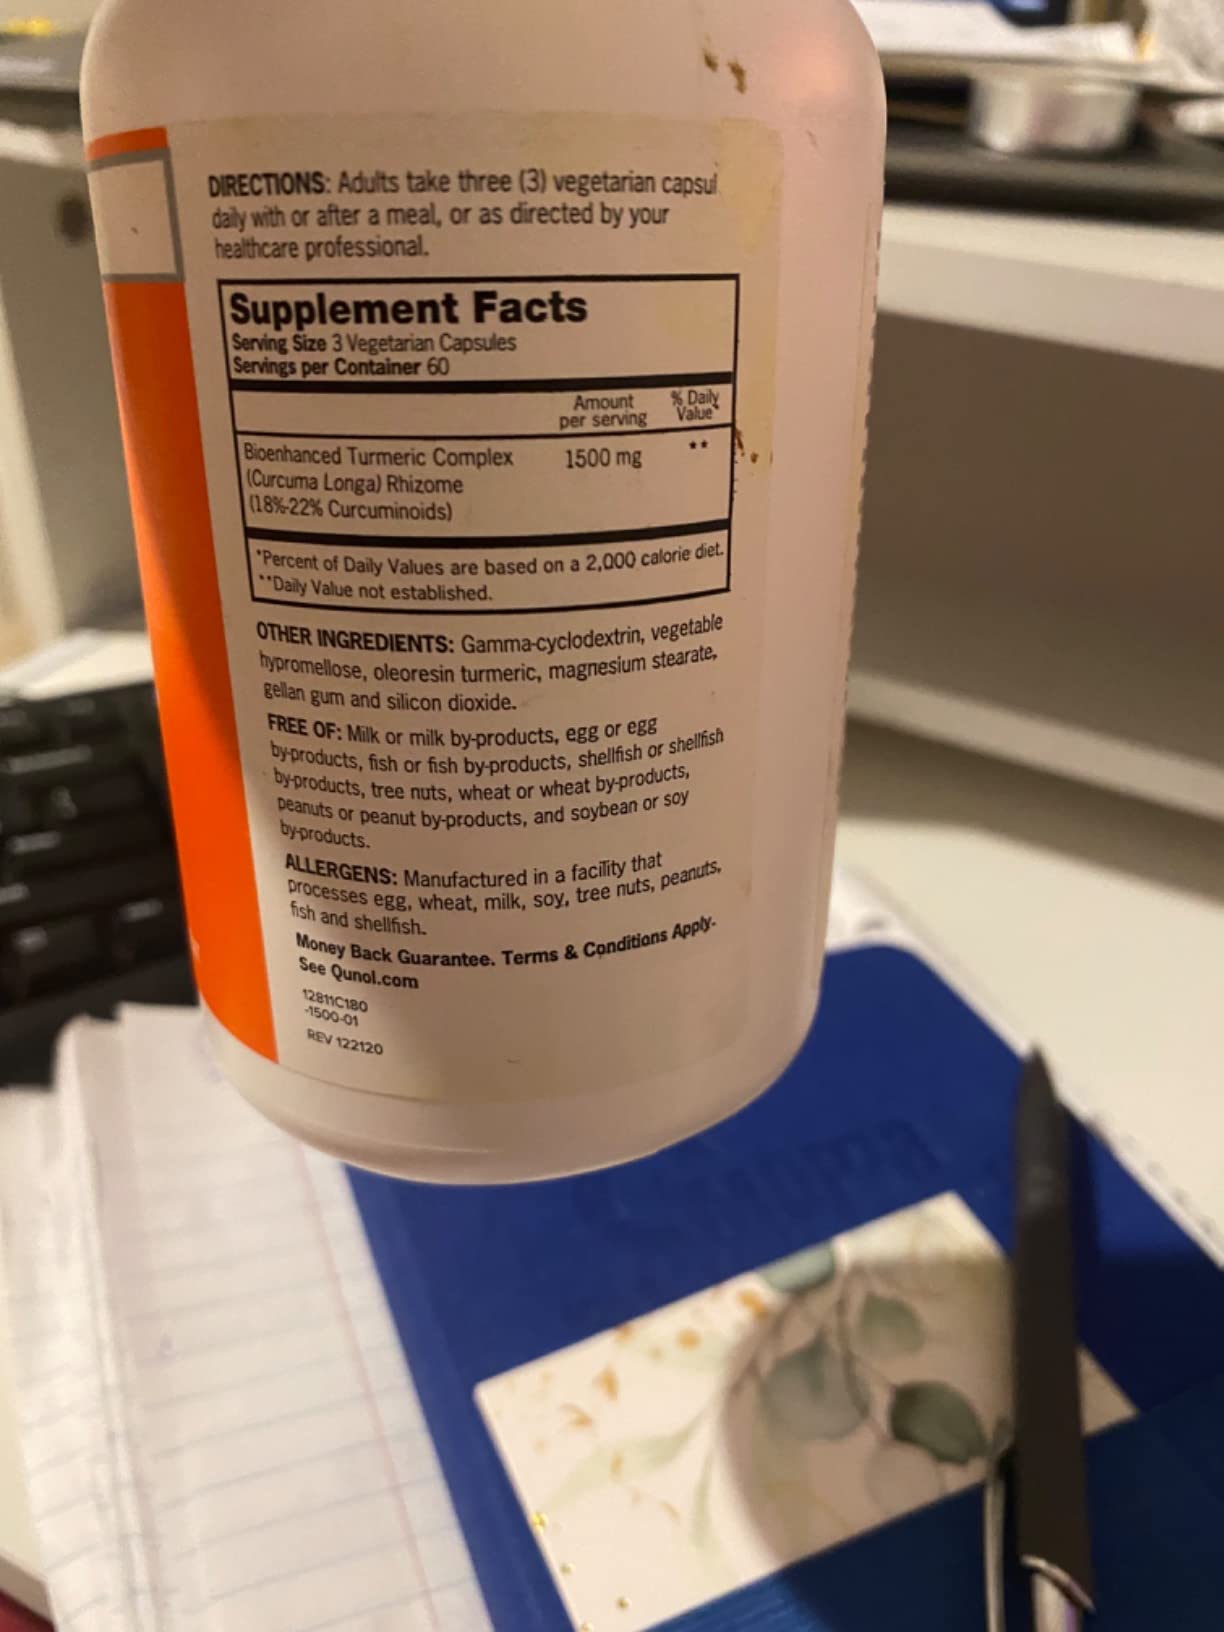 DIRECTIONS: Adults take three (3) vegetarian capsul
daily with or after a meal, or as directed by your
healthcare professional.
Supplement Facts
Serving Size 3 Vegetarian Capsules
Servings per Container 60
Amount per serving % Daily Value*
Bioenhanced Turmeric Complex 1500 mg **
(Curcuma Longa) Rhizome
(18%-22% Curcuminoids)
*Percent of Daily Values are based on a 2,000 calorie diet.
**Daily Value not established.
OTHER INGREDIENTS: Gamma-cyclodextrin, vegetable
hypromellose, oleoresin turmeric, magnesium stearate,
gellan gum and silicon dioxide.
FREE OF: Milk or milk by-products, egg or egg
by-products, fish or fish by-products, shellfish or shellfish
by-products, tree nuts, wheat or wheat by-products,
peanuts or peanut by-products, and soybean or soy
by-products.
ALLERGENS: Manufactured in a facility that
processes egg, wheat, milk, soy, tree nuts, peanuts,
fish and shellfish.
Money Back Guarantee. Terms & Conditions Apply.
See Qunol.com
12811C180
-1500-01
REV 122120